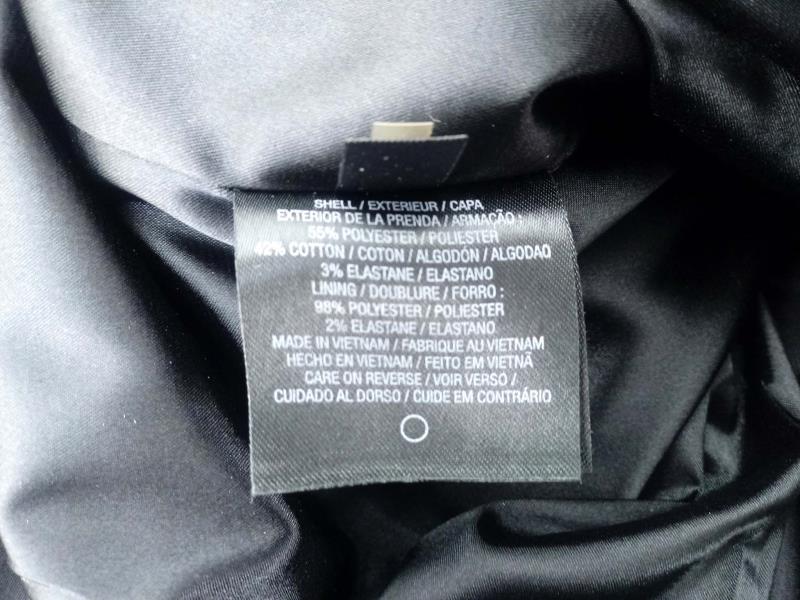 SHELL / EXTERIEUR / CAPA
EXTERIOR DE LA PRENDA / ARMAÇÃO :
55% POLYESTER / POLIESTER
42% COTTON / COTON / ALGODÓN / ALGODAO
3% ELASTANE / ELASTANO
LINING / DOUBLURE / FORRO :
98% POLYESTER / POLIESTER
2% ELASTANE / ELASTANO
MADE IN VIETNAM / FABRIQUE AU VIETNAM
HECHO EN VIETNAM / FEITO EM VIETNÃ
CARE ON REVERSE / VOIR VERSO /
CUIDADO AL DORSO / CUIDE EM CONTRÁRIO